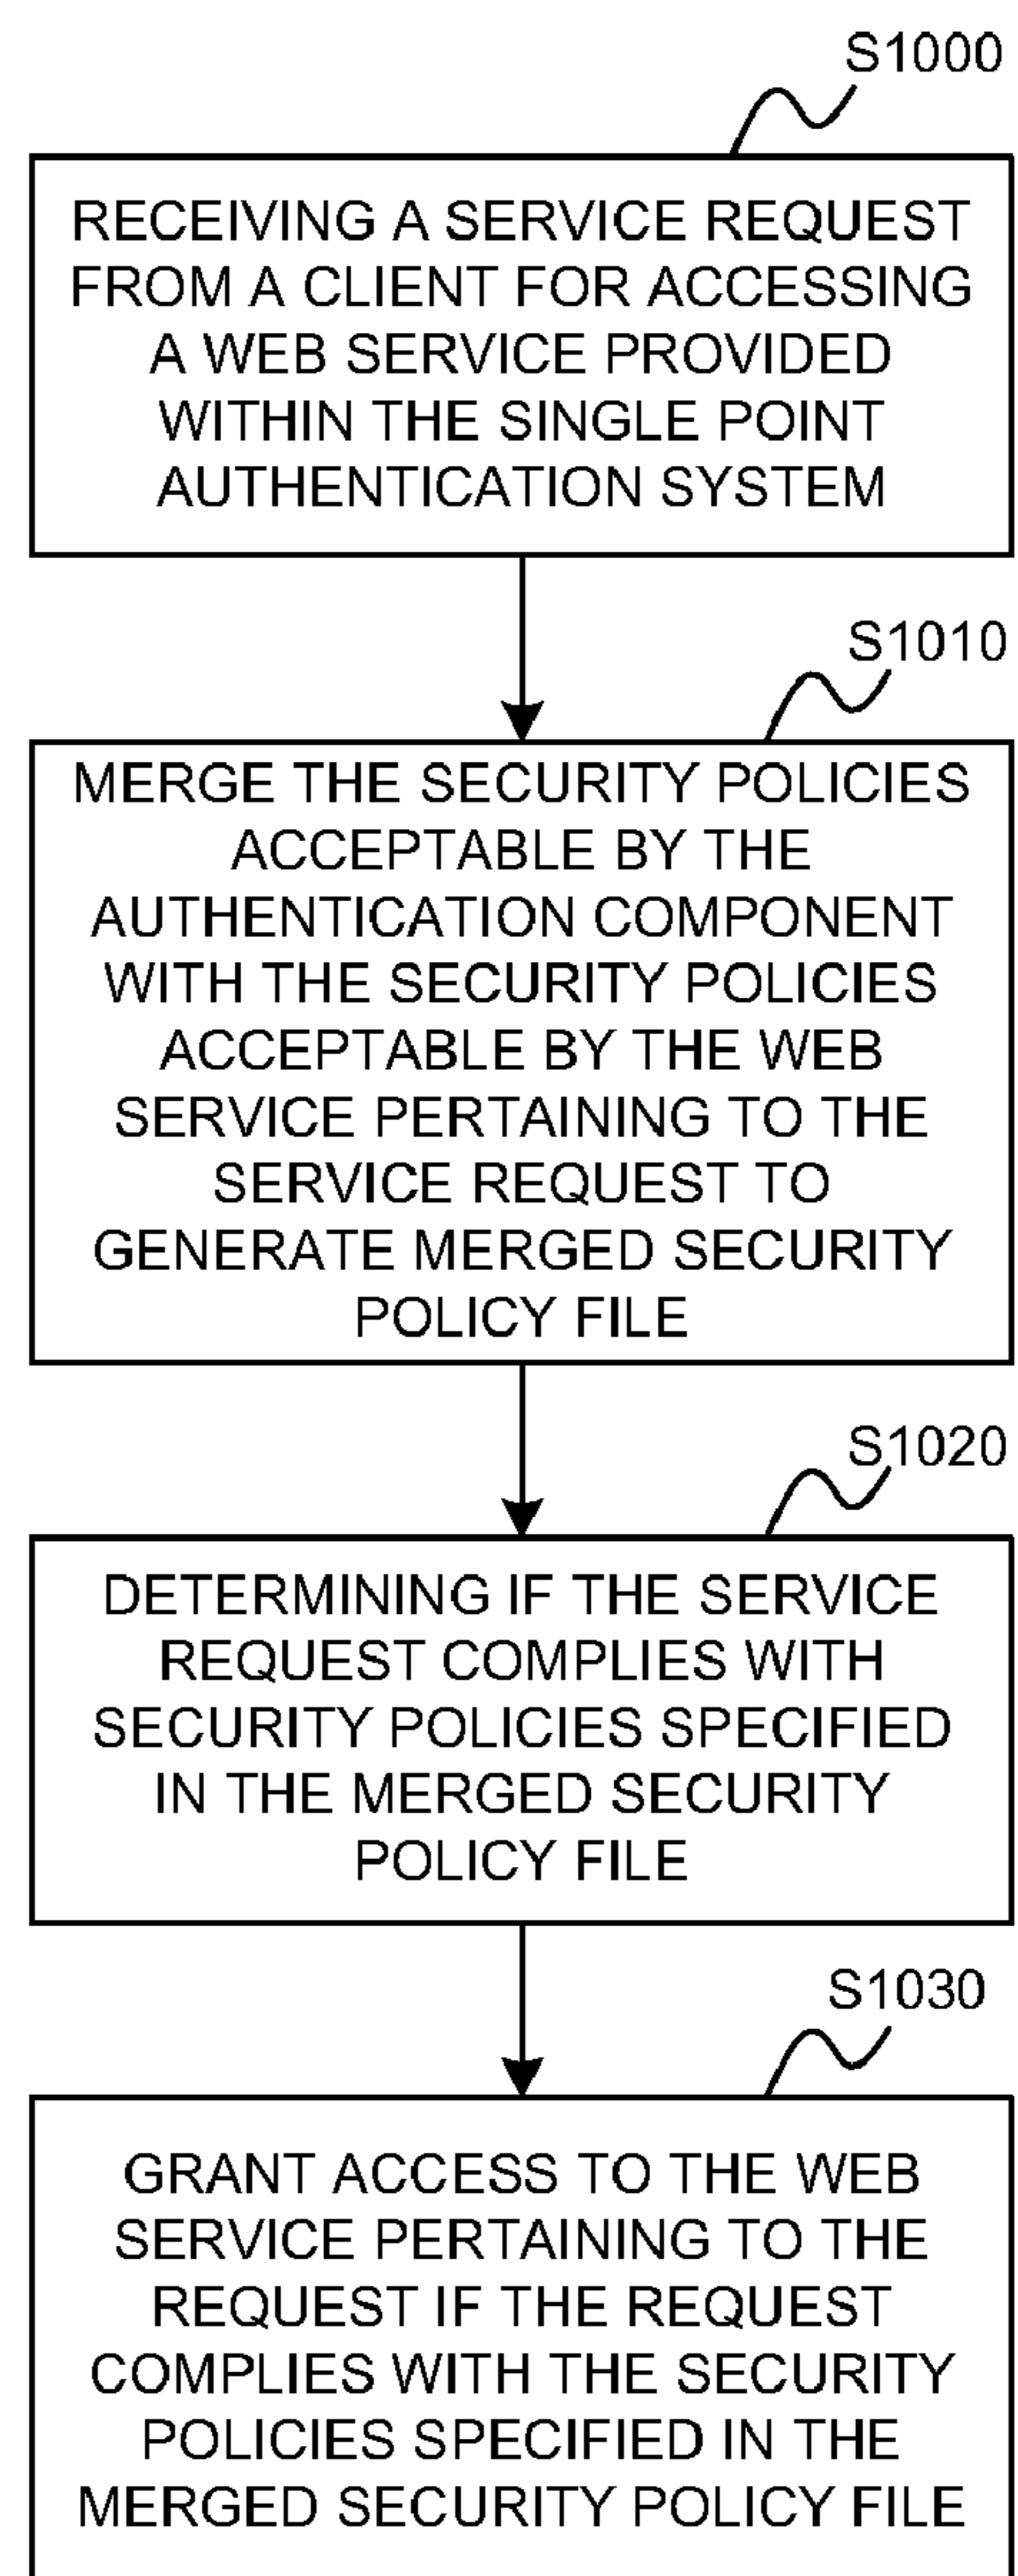 S1000
RECEIVING A SERVICE REQUEST
FROM A CLIENT FOR ACCESSING
A WEB SERVICE PROVIDED
WITHIN THE SINGLE POINT
AUTHENTICATION SYSTEM
S1010
MERGE THE SECURITY POLICIES
ACCEPTABLE BY THE
AUTHENTICATION COMPONENT
WITH THE SECURITY POLICIES
ACCEPTABLE BY THE WEB
SERVICE PERTAINING TO THE
SERVICE REQUEST TO
GENERATE MERGED SECURITY
POLICY FILE
S1020
DETERMINING IF THE SERVICE
REQUEST COMPLIES WITH
SECURITY POLICIES SPECIFIED
IN THE MERGED SECURITY
POLICY FILE
S1030
GRANT ACCESS TO THE WEB
SERVICE PERTAINING TO THE
REQUEST IF THE REQUEST
COMPLIES WITH THE SECURITY
POLICIES SPECIFIED IN THE
MERGED SECURITY POLICY FILE